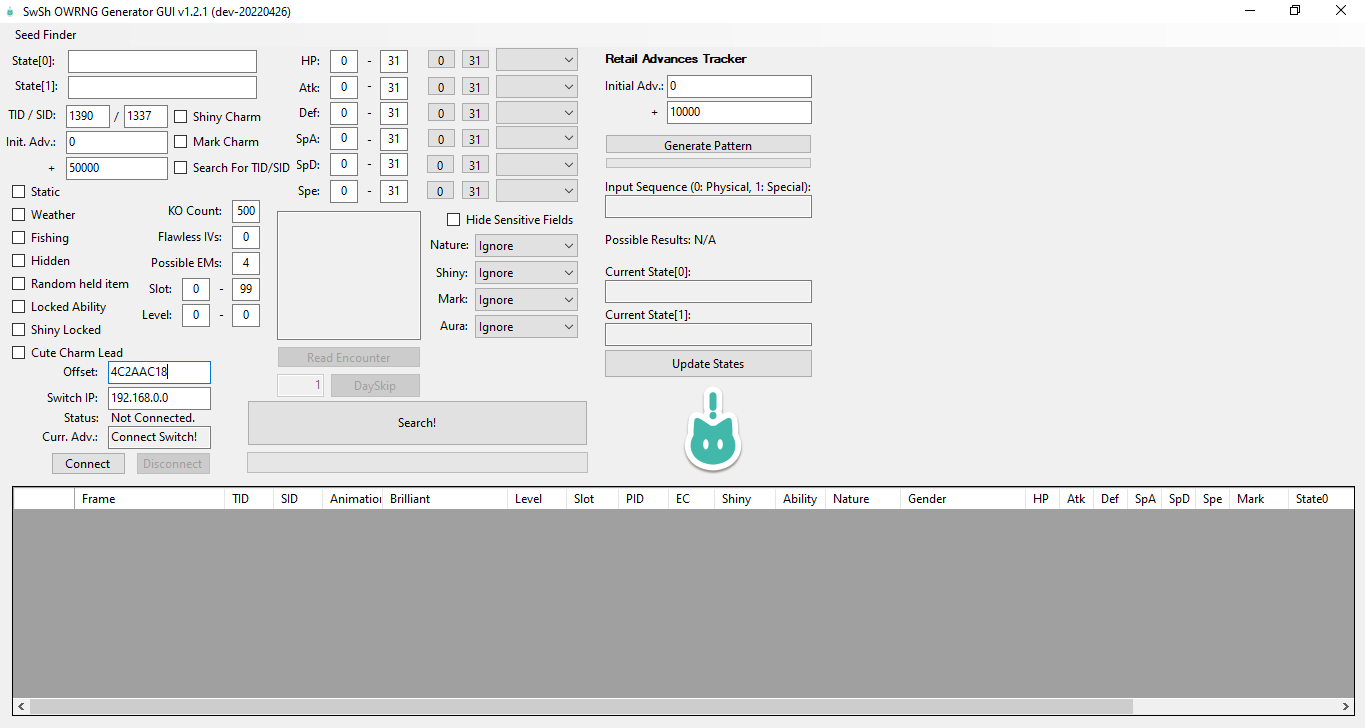 SwSh OWRNG Generator GUI v1.2.1 (dev-20220426)
Seed Finder
State[0]:
State[1]:
TID / SID: 1390 / 1337 Shiny Charm
Init. Adv.: 0 Mark Charm
+ 50000 Search For TID/SID
Static
Weather
Fishing
Hidden
Random held item
Locked Ability
Shiny Locked
Cute Charm Lead
KO Count: 500
Flawless IVs: 0
Possible EMs: 4
Slot: 0 - 99
Level: 0 - 0
Offset: 4C2AAC18
Switch IP: 192.168.0.0
Status: Not Connected.
Curr. Adv.: Connect Switch!
Connect Disconnect
HP: 0 - 31 0 31
Atk: 0 - 31 0 31
Def: 0 - 31 0 31
SpA: 0 - 31 0 31
SpD: 0 - 31 0 31
Spe: 0 - 31 0 31
Hide Sensitive Fields
Nature: Ignore
Shiny: Ignore
Mark: Ignore
Aura: Ignore
Read Encounter
1 DaySkip
Search!
Retail Advances Tracker
Initial Adv.: 0
+ 10000
Generate Pattern
Input Sequence (0: Physical, 1: Special):
Possible Results: N/A
Current State[0]:
Current State[1]:
Update States
Frame TID SID Animation Brilliant Level Slot PID EC Shiny Ability Nature Gender HP Atk Def SpA SpD Spe Mark State0